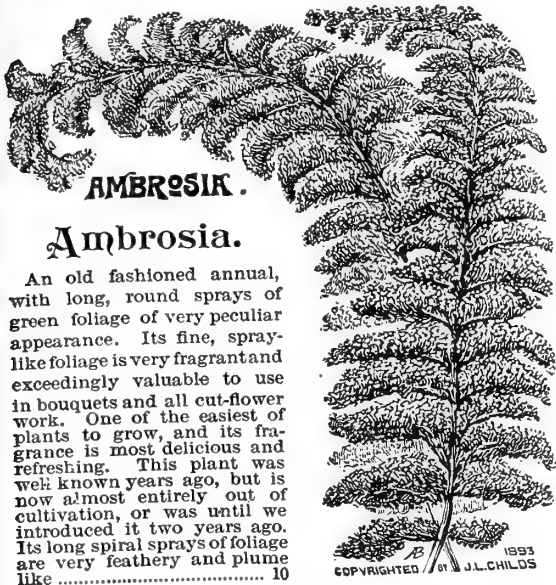 AMBROSIA.
Ambrosia.
An old fashioned annual,
with long, round sprays of
green foliage of very peculiar
appearance. Its fine, spray-
like foliage is very fragrant and
exceedingly valuable to use
in bouquets and all cut-flower
work. One of the easiest of
plants to grow, and its fra-
grance is most delicious and
refreshing. This plant was
well known years ago, but is
now almost entirely out of
cultivation, or was until we
introduced it two years ago.
Its long spiral sprays of foliage
are very feathery and plume
like .................................. 10
AB 1893
COPYRIGHTED BY J.L.CHILDS